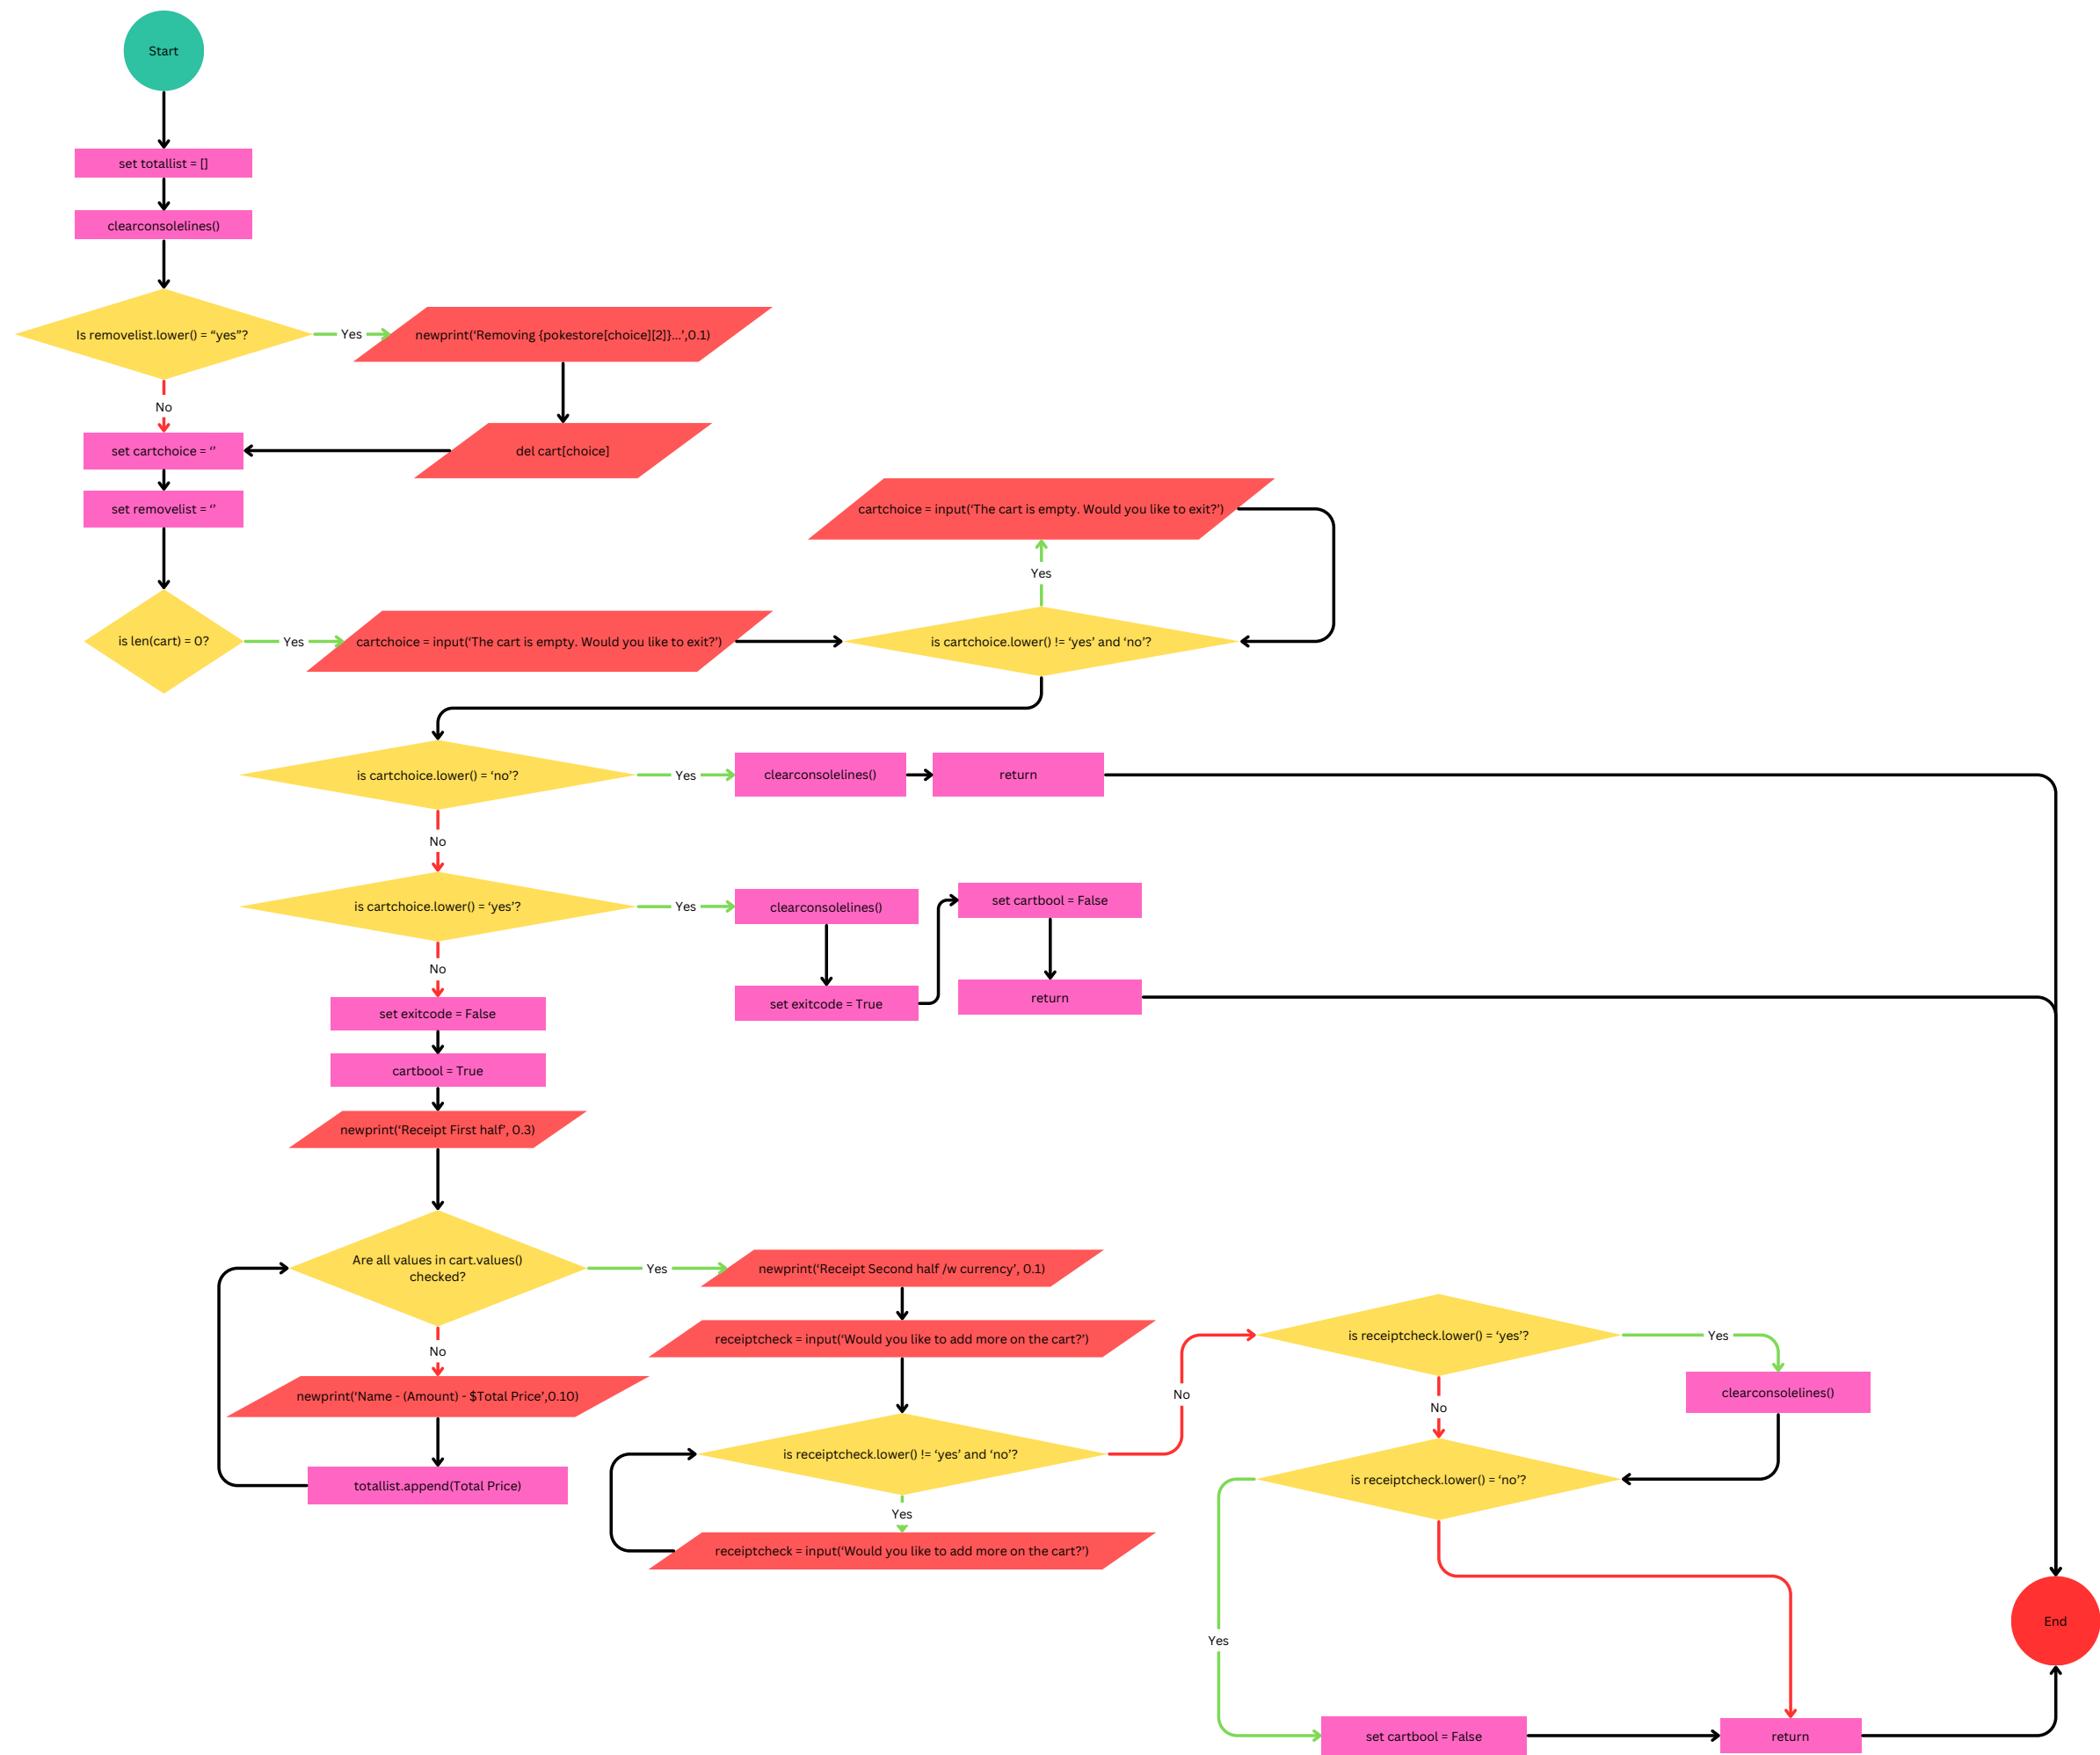 Start
set totallist = []
clearconsolelines()
Is removelist.lower() = “yes”?
Yes
newprint(‘Removing {pokestore[choice][2]}...’,0.1)
No
set cartchoice = ‘’
del cart[choice]
set removelist = ‘’
cartchoice = input(‘The cart is empty. Would you like to exit?’)
Yes
is len(cart) = 0?
Yes
cartchoice = input(‘The cart is empty. Would you like to exit?’)
is cartchoice.lower() != ‘yes’ and ‘no’?
is cartchoice.lower() = ‘no’?
Yes
clearconsolelines()
return
No
is cartchoice.lower() = ‘yes’?
Yes
clearconsolelines()
set cartbool = False
No
set exitcode = True
return
set exitcode = False
cartbool = True
newprint(‘Receipt First half’, 0.3)
Are all values in cart.values()
checked?
Yes
newprint(‘Receipt Second half /w currency’, 0.1)
receiptcheck = input(‘Would you like to add more on the cart?’)
is receiptcheck.lower() = ‘yes’?
Yes
No
newprint(‘Name - (Amount) - $Total Price’,0.10)
No
clearconsolelines()
No
is receiptcheck.lower() != ‘yes’ and ‘no’?
is receiptcheck.lower() = ‘no’?
totallist.append(Total Price)
Yes
receiptcheck = input(‘Would you like to add more on the cart?’)
End
Yes
set cartbool = False
return